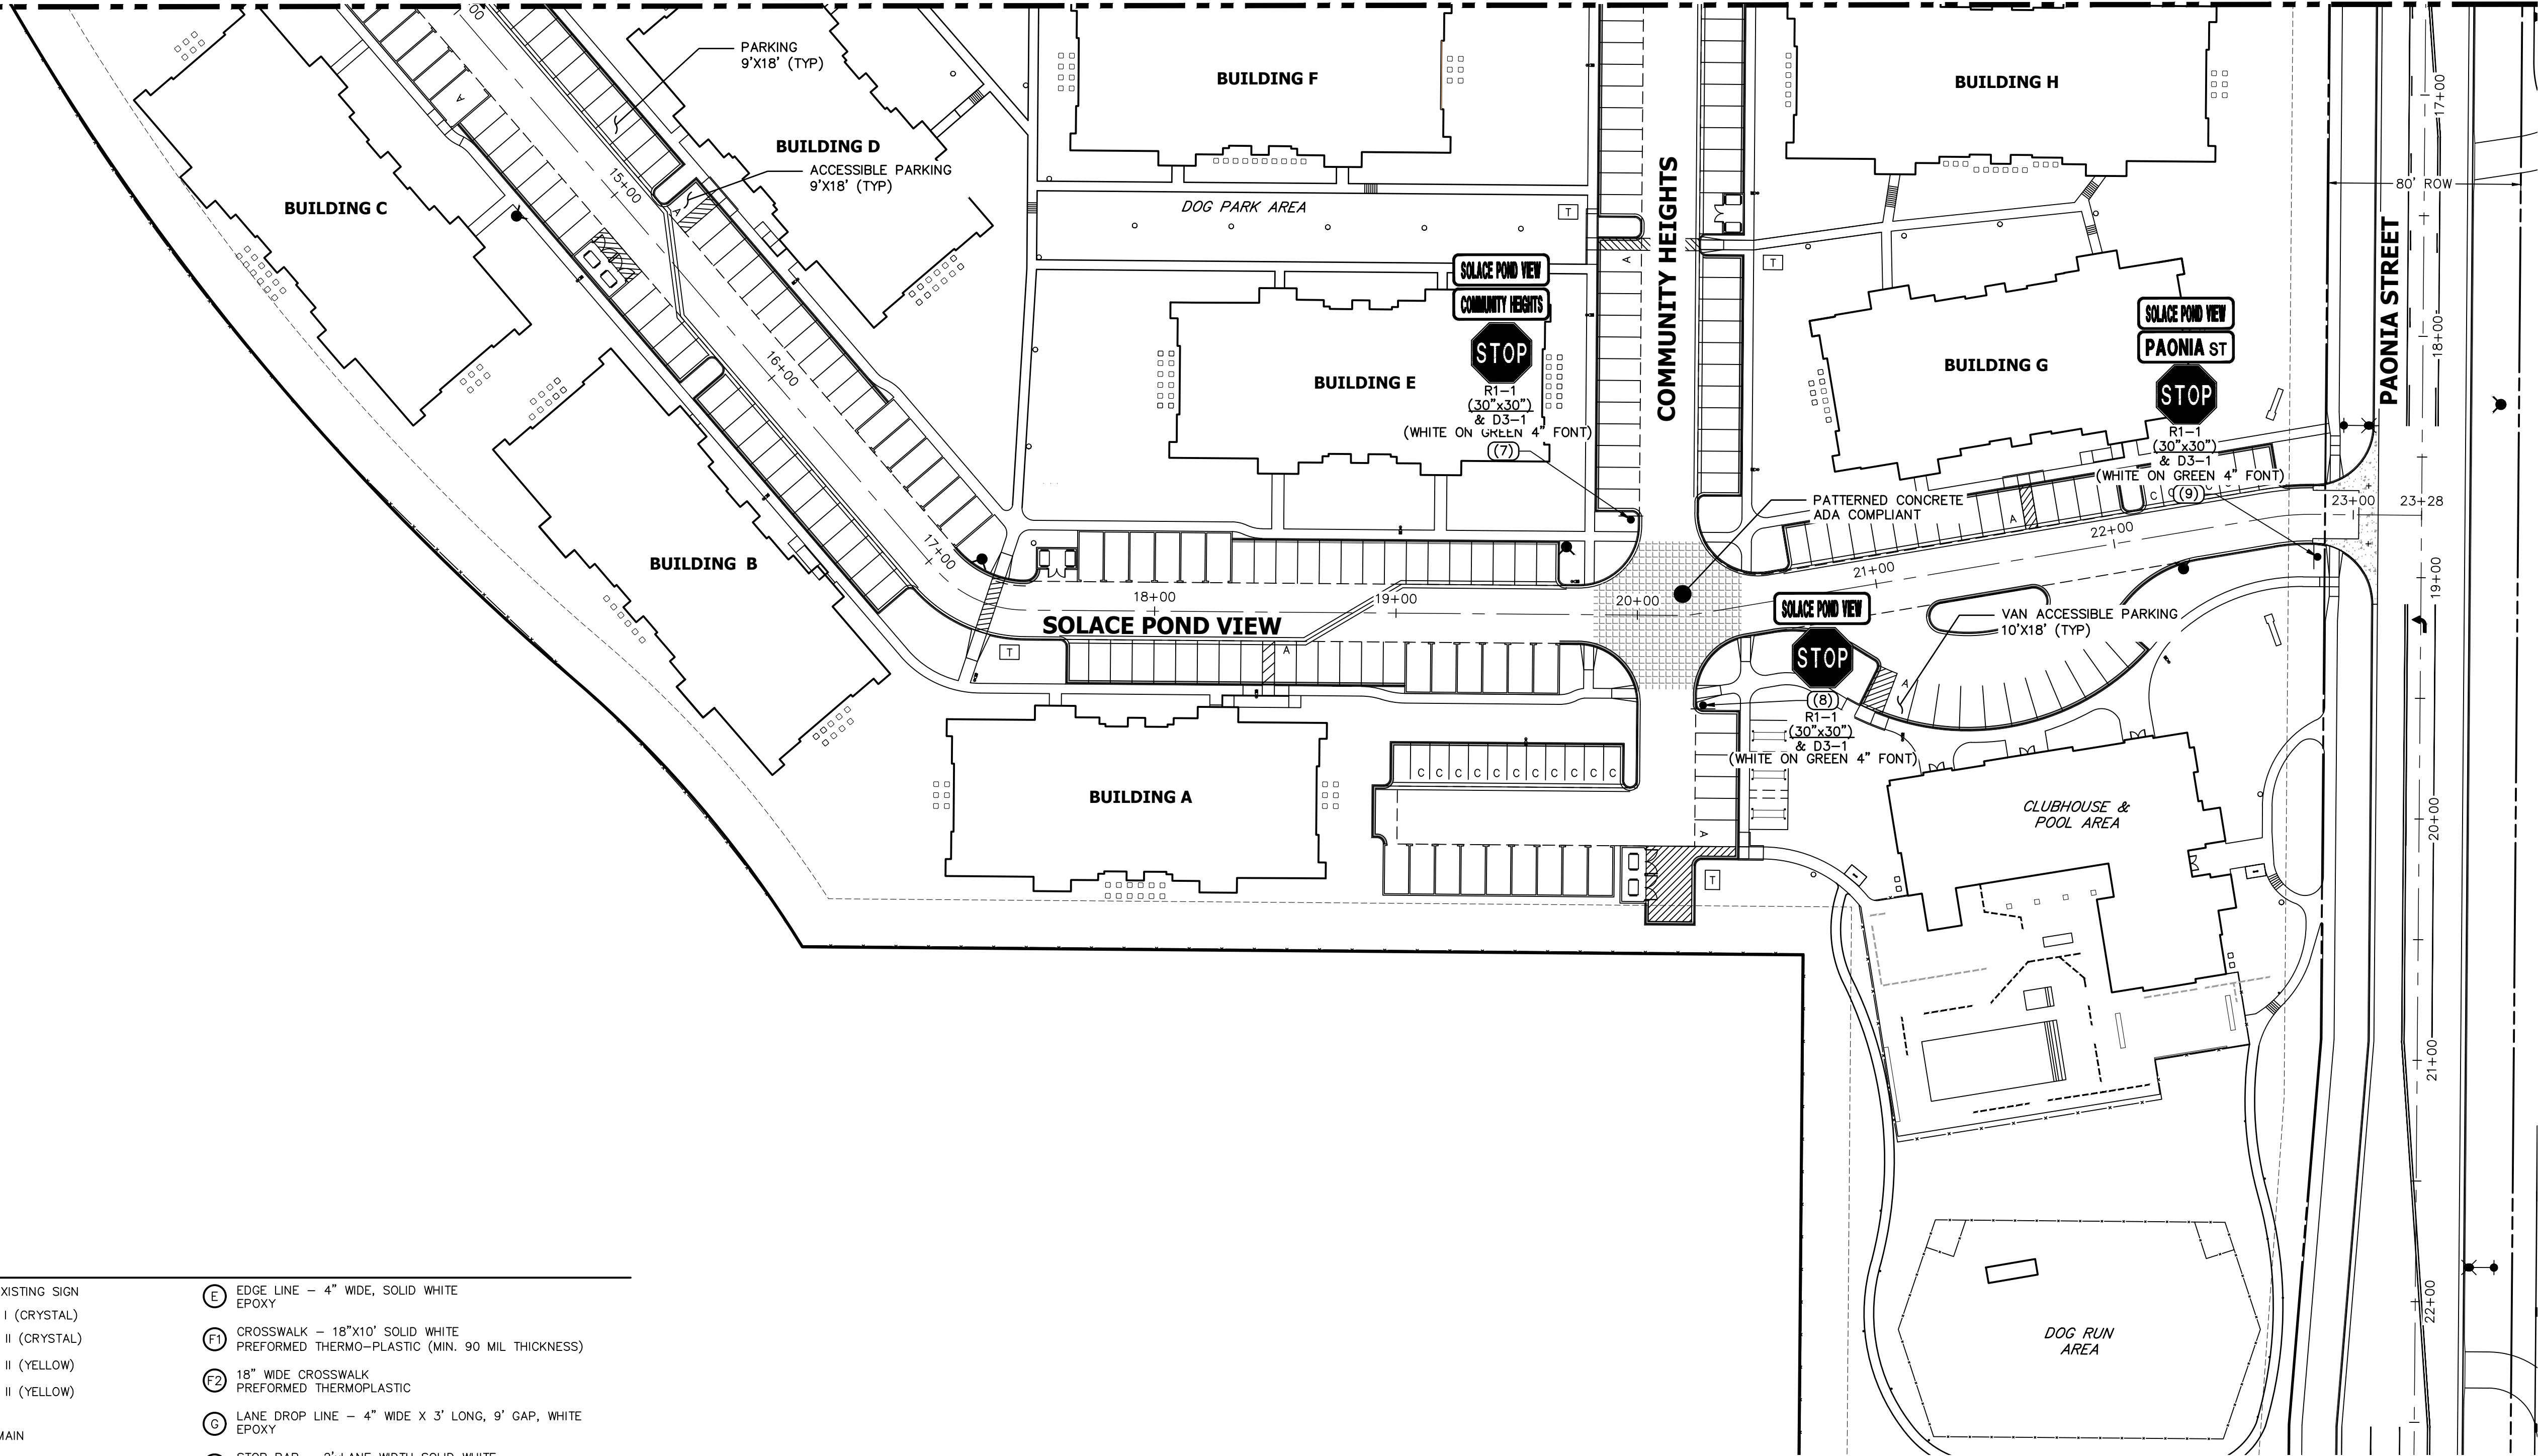 PARKING
9'X18' (TYP)
BUILDING F
BUILDING H
17+00
BUILDING D
ACCESSIBLE PARKING
9'X18' (TYP)
A
15+00
A
BUILDING C
DOG PARK AREA
T
COMMUNITY HEIGHTS
80' ROW
PAONIA STREET
A
T
SOLACE POND VIEW
COMMUNITY HEIGHTS
STOP
R1-1
(30"x30")
& D3-1
(WHITE ON GREEN 4" FONT)
(7)
SOLACE POND VIEW
PAONIA ST
STOP
R1-1
(30"x30")
& D3-1
(WHITE ON GREEN 4" FONT)
(9)
C
A
18+00
16+00
BUILDING E
BUILDING G
PATTERNED CONCRETE
ADA COMPLIANT
23+00
23+28
22+00
21+00
17+00
BUILDING B
18+00
19+00
20+00
19+00
SOLACE POND VIEW
T
A
SOLACE POND VIEW
STOP
(8)
R1-1
(30"x30")
& D3-1
(WHITE ON GREEN 4" FONT)
VAN ACCESSIBLE PARKING
10'X18' (TYP)
A
C C C C C C C C C C C
BUILDING A
A
T
CLUBHOUSE &
POOL AREA
20+00
21+00
22+00
DOG RUN
AREA
XISTING SIGN
I (CRYSTAL)
II (CRYSTAL)
II (YELLOW)
II (YELLOW)
MAIN
E EDGE LINE – 4" WIDE, SOLID WHITE
EPOXY
F1 CROSSWALK – 18"X10' SOLID WHITE
PREFORMED THERMO-PLASTIC (MIN. 90 MIL THICKNESS)
F2 18" WIDE CROSSWALK
PREFORMED THERMOPLASTIC
G LANE DROP LINE – 4" WIDE X 3' LONG, 9' GAP, WHITE
EPOXY